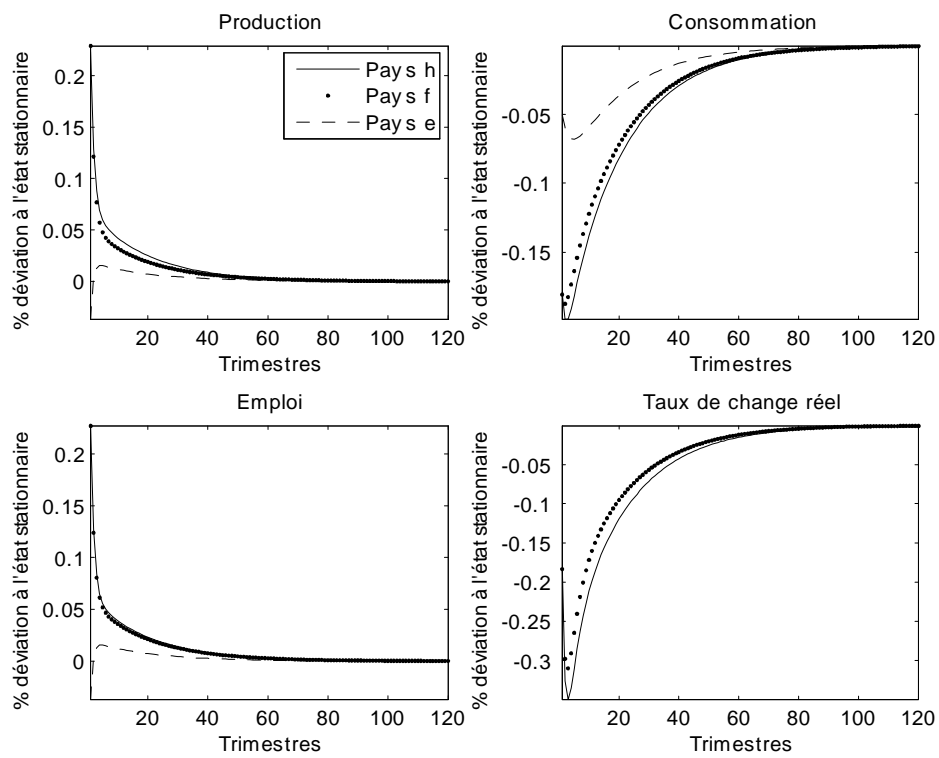 Production
% déviation à l'état stationnaire
0.2
0.15
0.1
0.05
0
20 40 60 80 100 120
Trimestres
Pays h
Pays f
Pays e
Consommation
% déviation à l'état stationnaire
-0.05
-0.1
-0.15
20 40 60 80 100 120
Trimestres
Emploi
% déviation à l'état stationnaire
0.2
0.15
0.1
0.05
0
20 40 60 80 100 120
Trimestres
Taux de change réel
% déviation à l'état stationnaire
-0.05
-0.1
-0.15
-0.2
-0.25
-0.3
20 40 60 80 100 120
Trimestres